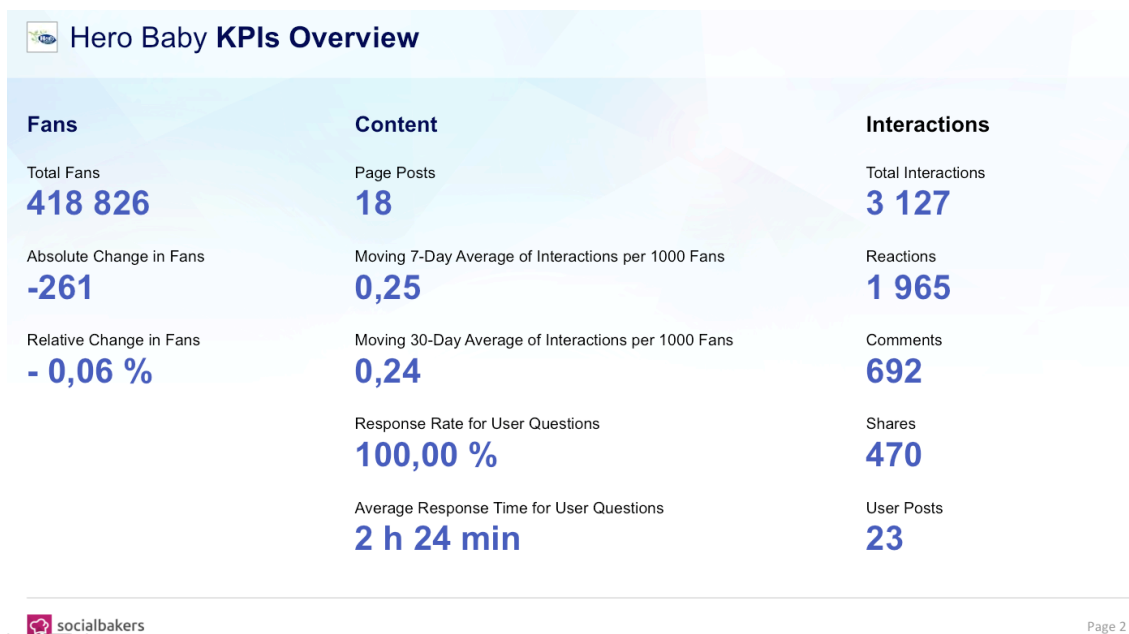 Hero Baby KPIs Overview
Fans
Total Fans
418 826
Absolute Change in Fans
-261
Relative Change in Fans
- 0,06 %
Content
Page Posts
18
Moving 7-Day Average of Interactions per 1000 Fans
0,25
Moving 30-Day Average of Interactions per 1000 Fans
0,24
Response Rate for User Questions
100,00 %
Average Response Time for User Questions
2 h 24 min
Interactions
Total Interactions
3 127
Reactions
1 965
Comments
692
Shares
470
User Posts
23
socialbakers
Page 2